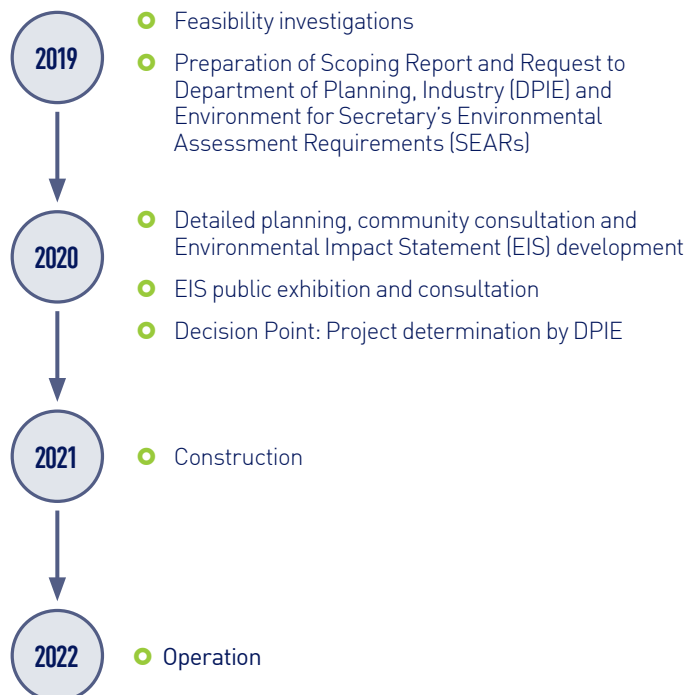 2019
Feasibility investigations
Preparation of Scoping Report and Request to
Department of Planning, Industry (DPIE) and
Environment for Secretary's Environmental
Assessment Requirements (SEARs)
2020
Detailed planning, community consultation and
Environmental Impact Statement (EIS) development
EIS public exhibition and consultation
Decision Point: Project determination by DPIE
2021
Construction
2022
Operation